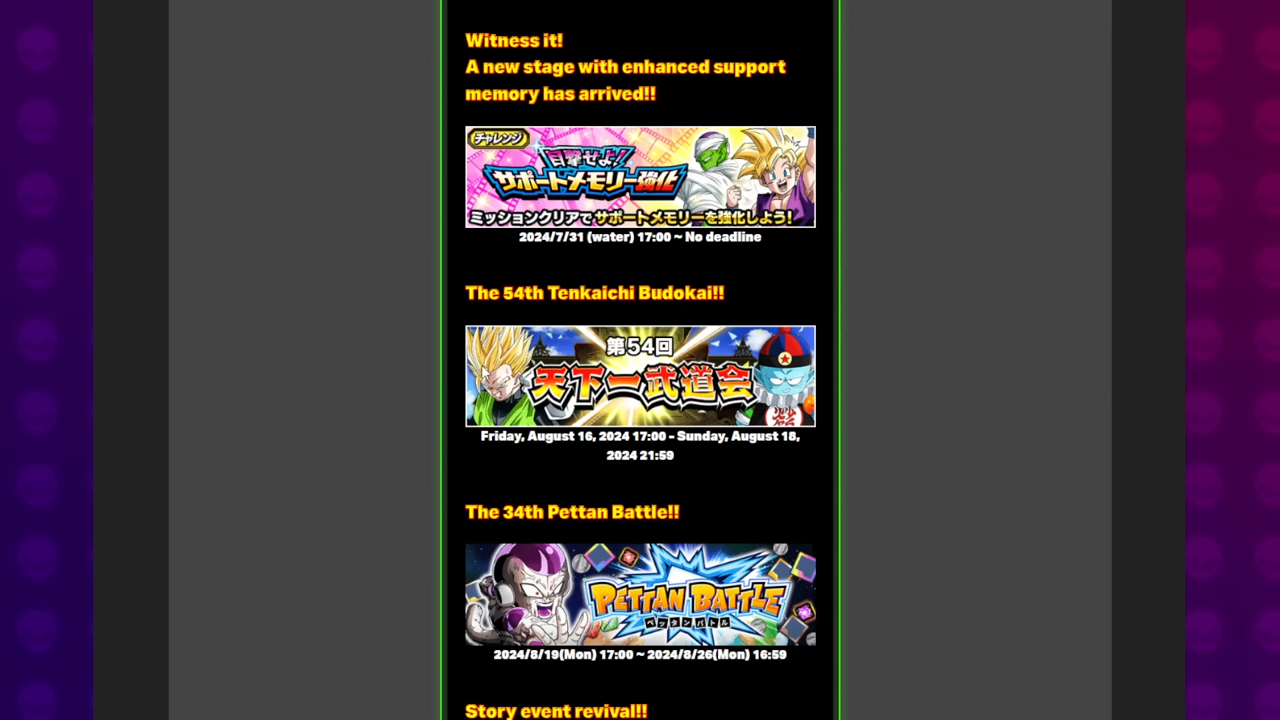 Witness it!
A new stage with enhanced support
memory has arrived!!
チャレンジ
目撃せよ!
サポートメモリー強化
ミッションクリアでサポートメモリーを強化しよう!
2024/7/31 (water) 17:00 ~ No deadline
The 54th Tenkaichi Budokai!!
第54回
天下一武道会
Friday, August 16, 2024 17:00 - Sunday, August 18,
2024 21:59
The 34th Pettan Battle!!
PETTAN BATTLE
ペッタンバトル
2024/8/19(Mon) 17:00 ~ 2024/8/26(Mon) 16:59
Story event revival!!